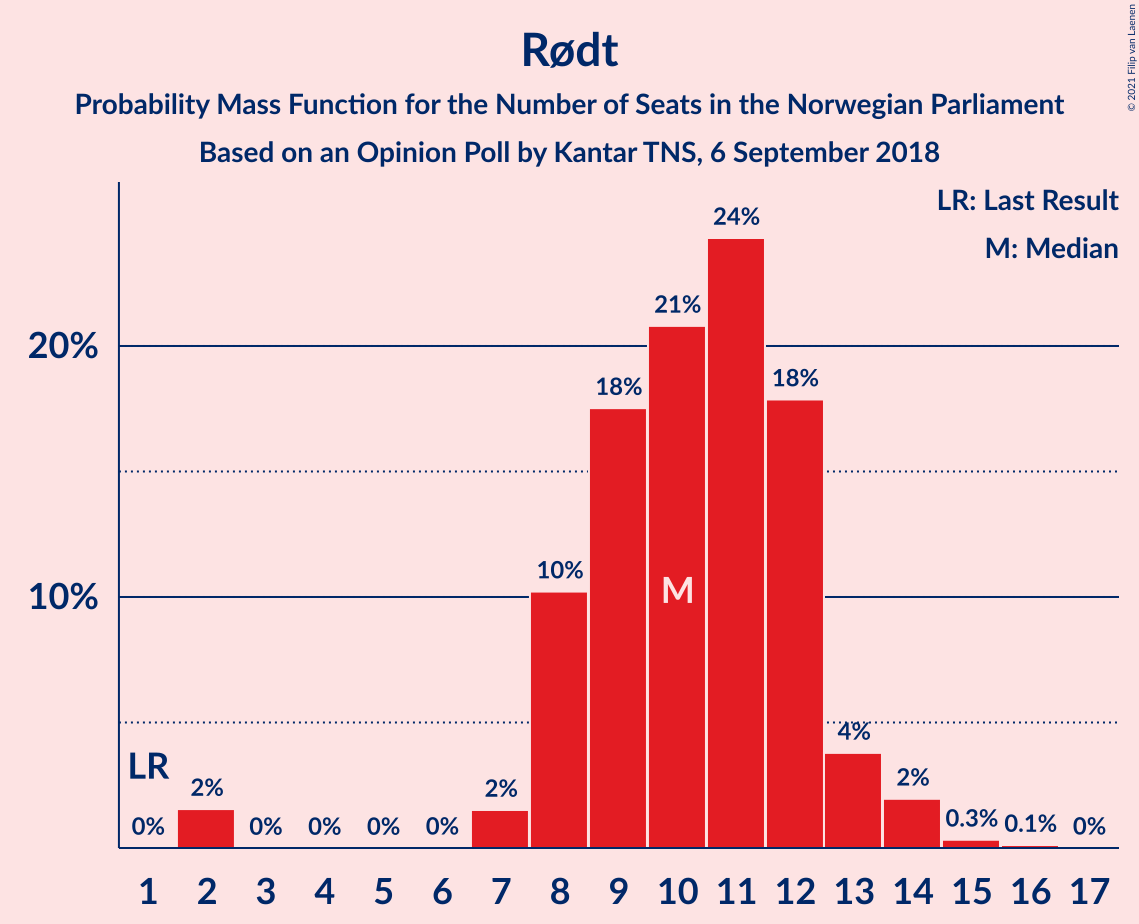 Rødt
Probability Mass Function for the Number of Seats in the Norwegian Parliament
Based on an Opinion Poll by Kantar TNS, 6 September 2018
© 2021 Filip van Laenen
LR: Last Result
M: Median
20%
10%
LR
M
0%
2%
0%
0%
0%
0%
2%
10%
18%
21%
24%
18%
4%
2%
0.3%
0.1%
0%
1 2 3 4 5 6 7 8 9 10 11 12 13 14 15 16 17